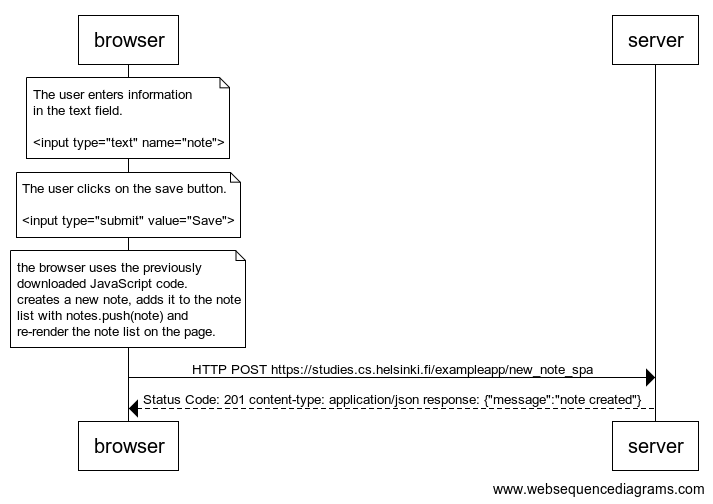 browser
server
The user enters information
in the text field.
<input type="text" name="note">
The user clicks on the save button.
<input type="submit" value="Save">
the browser uses the previously
downloaded JavaScript code.
creates a new note, adds it to the note
list with notes.push(note) and
re-render the note list on the page.
HTTP POST https://studies.cs.helsinki.fi/exampleapp/new_note_spa
Status Code: 201 content-type: application/json response: {"message":"note created"}
browser
server
www.websequencediagrams.com